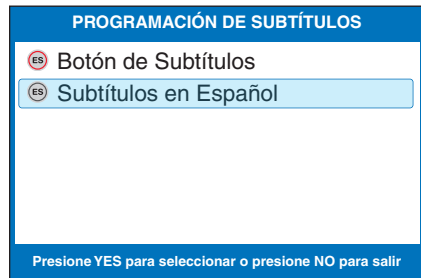 PROGRAMACIÓN DE SUBTÍTULOS
ES Botón de Subtítulos
ES Subtítulos en Español
Presione YES para seleccionar o presione NO para salir